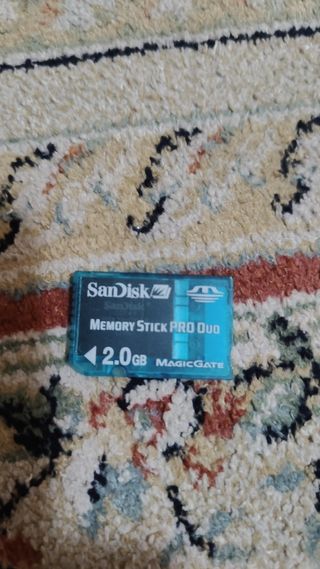 SanDisk
SanDisk
MEMORY STICK PRO DUO
2.0GB MAGICGATE